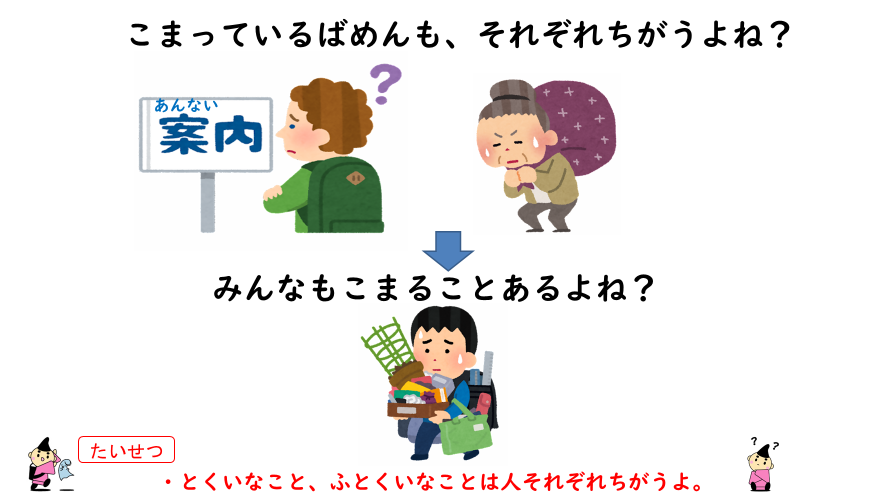 こまっているばめんも、それぞれちがうよね？
あんない
案内
?
みんなもこまることあるよね？
たいせつ
? ?
・とくいなこと、ふとくいなことは人それぞれちがうよ。